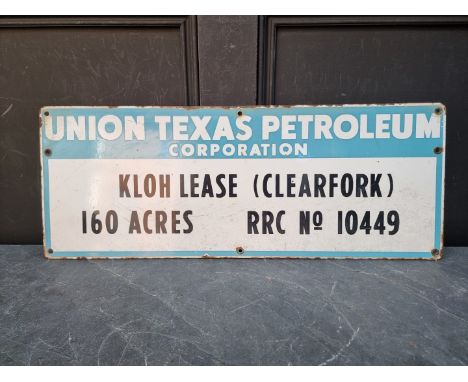 UNION TEXAS PETROLEUM
CORPORATION
KLOH LEASE (CLEARFORK)
160 ACRES RRC Nº 10449